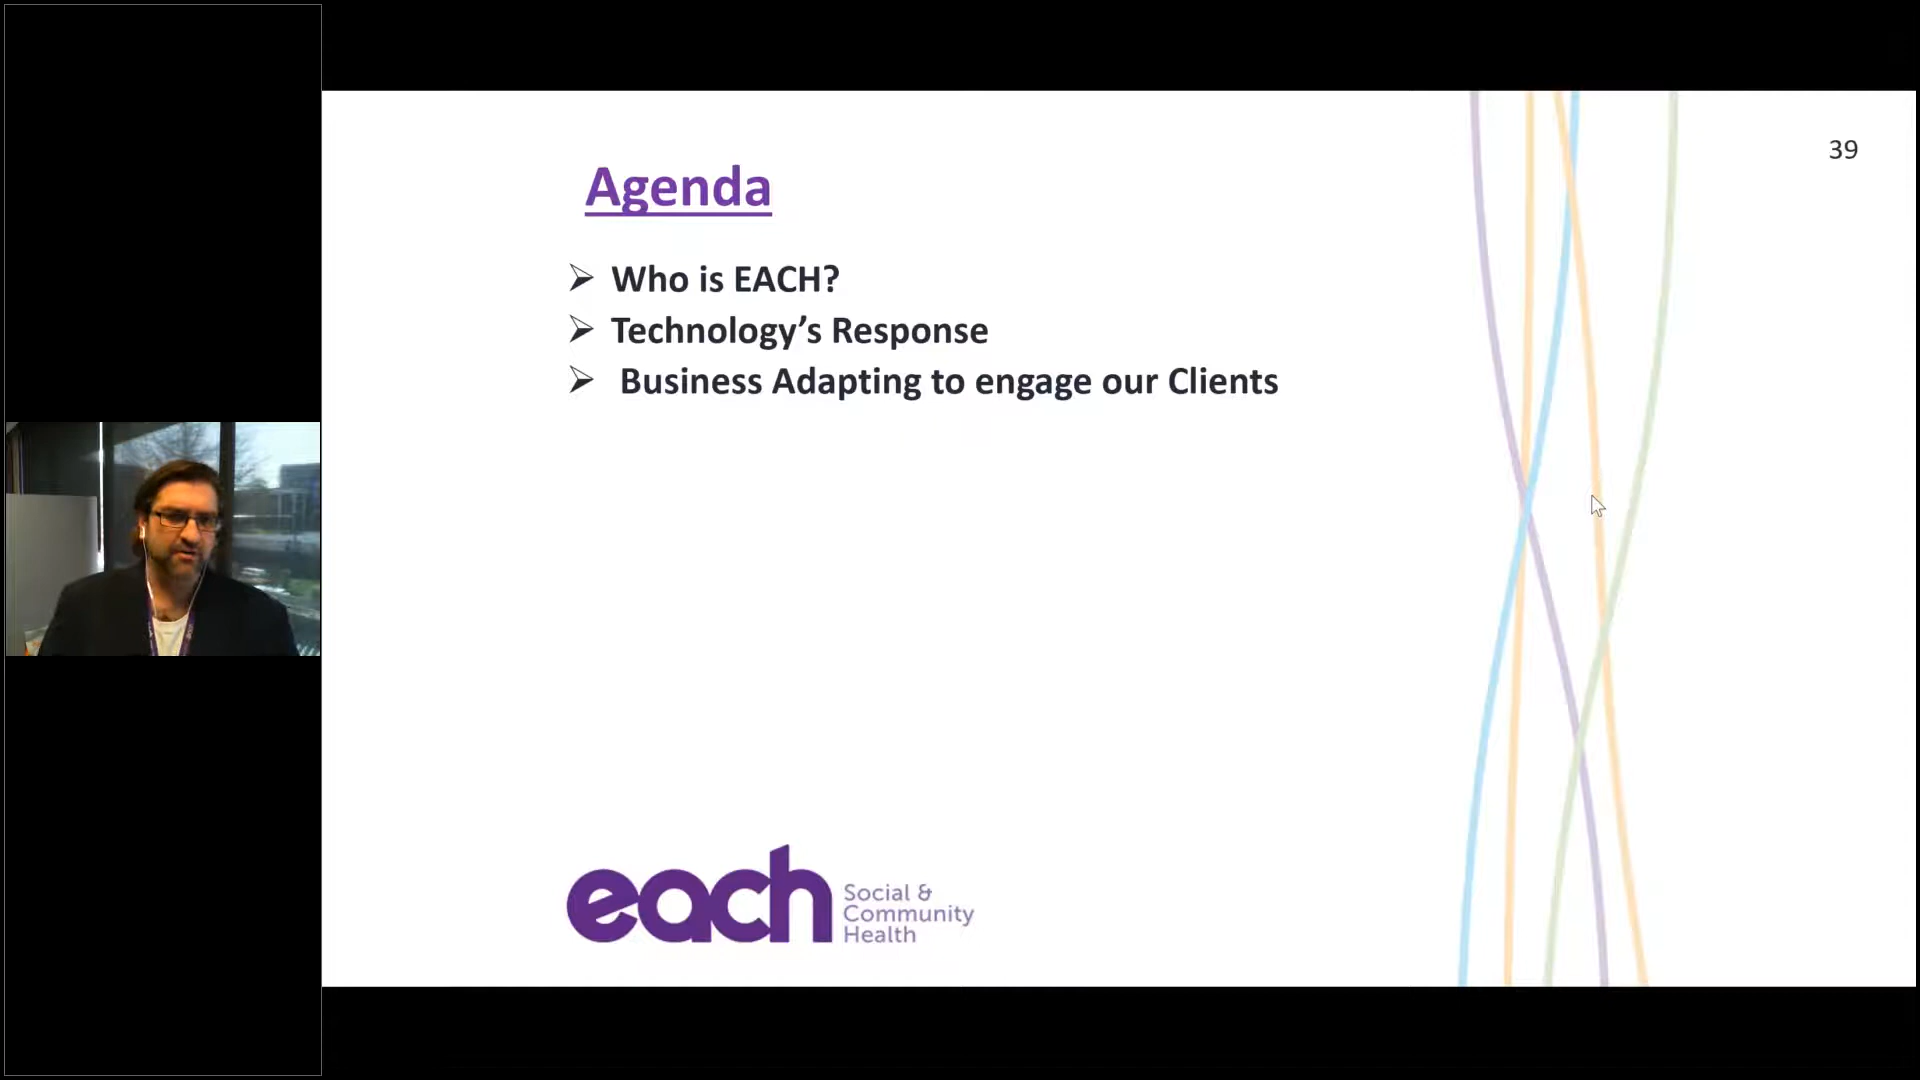 39
Agenda
Who is EACH?
Technology’s Response
Business Adapting to engage our Clients
each
Social &
Community
Health